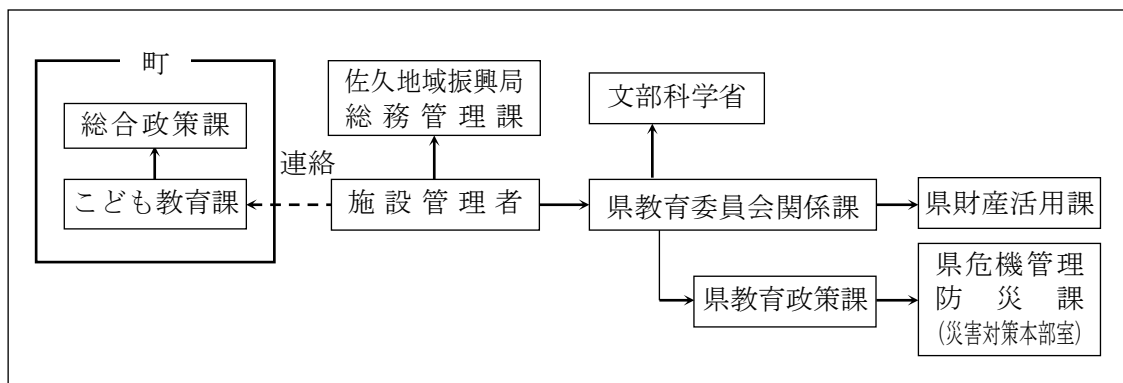 町
総合政策課
こども教育課
連絡
佐久地域振興局
総務管理課
施設管理者
文部科学省
県教育委員会関係課
県財産活用課
県教育政策課
県危機管理
防災課
(災害対策本部室)